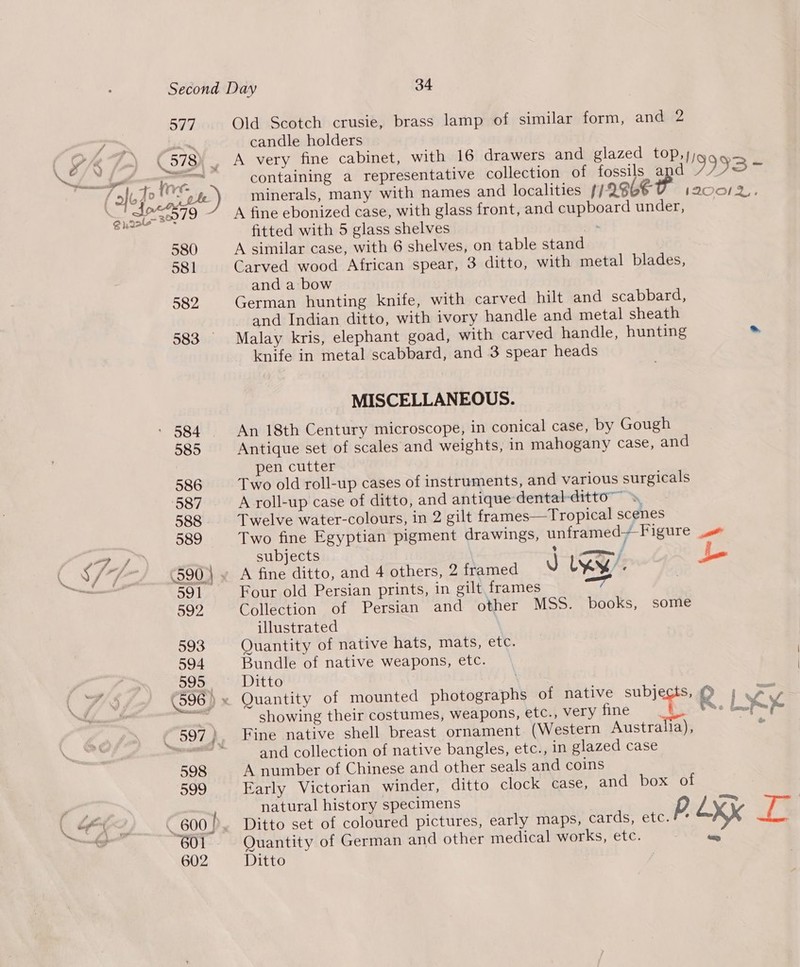 Second Day 34
577 Old Scotch crusie, brass lamp of similar form, and 2
candle holders
578 A very fine cabinet, with 16 drawers and glazed top,
containing a representative collection of fossils and
minerals, many with names and localities
579 A fine ebonized case, with glass front, and cupboard under,
fitted with 5 glass shelves
580 A similar case, with 6 shelves, on table stand
581 Carved wood African spear, 3 ditto, with metal blades,
and a bow
582 German hunting knife, with carved hilt and scabbard,
and Indian ditto, with ivory handle and metal sheath
583 Malay kris, elephant goad, with carved handle, hunting
knife in metal scabbard, and 3 spear heads
MISCELLANEOUS.
584 An 18th Century microscope, in conical case, by Gough
585 Antique set of scales and weights, in mahogany case, and
pen cutter
586 Two old roll-up cases of instruments, and various surgicals
587 A roll-up case of ditto, and antique dental ditto
588 Twelve water-colours, in 2 gilt frames—Tropical scenes
589 Two fine Egyptian pigment drawings, unframed—Figure
subjects
590 A fine ditto, and 4 others, 2 framed
591 Four old Persian prints, in gilt frames
592 Collection of Persian and other MSS. books, some
illustrated
593 Quantity of native hats, mats, etc.
594 Bundle of native weapons, etc.
595 Ditto
596 Quantity of mounted photographs of native subjects,
showing their costumes, weapons, etc., very fine
597 Fine native shell breast ornament (Western Australia),
and collection of native bangles, etc., in glazed case
598 A number of Chinese and other seals and coins
599 Early Victorian winder, ditto clock case, and box of
natural history specimens
600 Ditto set of coloured pictures, early maps, cards, etc.
601 Quantity of German and other medical works, etc.
602 Ditto